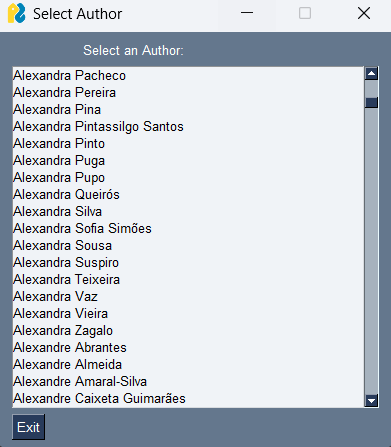 Select Author
Select an Author:
Alexandra Pacheco
Alexandra Pereira
Alexandra Pina
Alexandra Pintassilgo Santos
Alexandra Pinto
Alexandra Puga
Alexandra Pupo
Alexandra Queirós
Alexandra Silva
Alexandra Sofia Simões
Alexandra Sousa
Alexandra Suspiro
Alexandra Teixeira
Alexandra Vaz
Alexandra Vieira
Alexandra Zagalo
Alexandre Abrantes
Alexandre Almeida
Alexandre Amaral-Silva
Alexandre Caixeta Guimarães
Exit